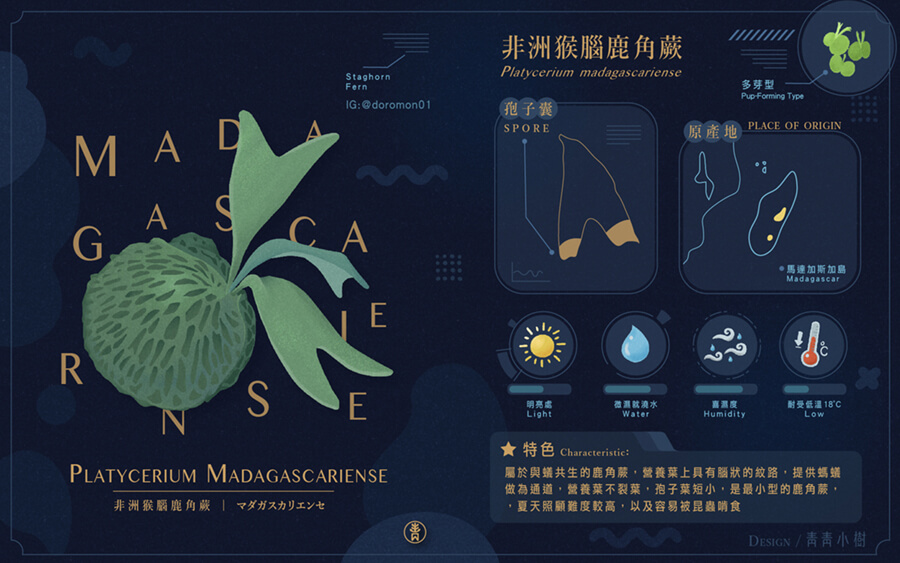 MADAGASCARIENSE
PLATYCERIUM MADAGASCARIENSE
非洲猴腦鹿角蕨 | マダガスカリエンセ
Staghorn
Fern
IG:@doromon01
非洲猴腦鹿角蕨
Platycerium madagascariense
多芽型
Pup-Forming Type
孢子囊
SPORE
原產地 PLACE OF ORIGIN
馬達加斯加島
Madagascar
°C
明亮處
Light
微濕就澆水
Water
喜濕度
Humidity
耐受低溫18°C
Low
特色 Characteristic:
屬於與蟻共生的鹿角蕨，營養葉上具有腦狀的紋路，提供螞蟻
做為通道，營養葉不裂葉，孢子葉短小，是最小型的鹿角蕨，
，夏天照顧難度較高，以及容易被昆蟲啃食
DESIGN / 青青小樹